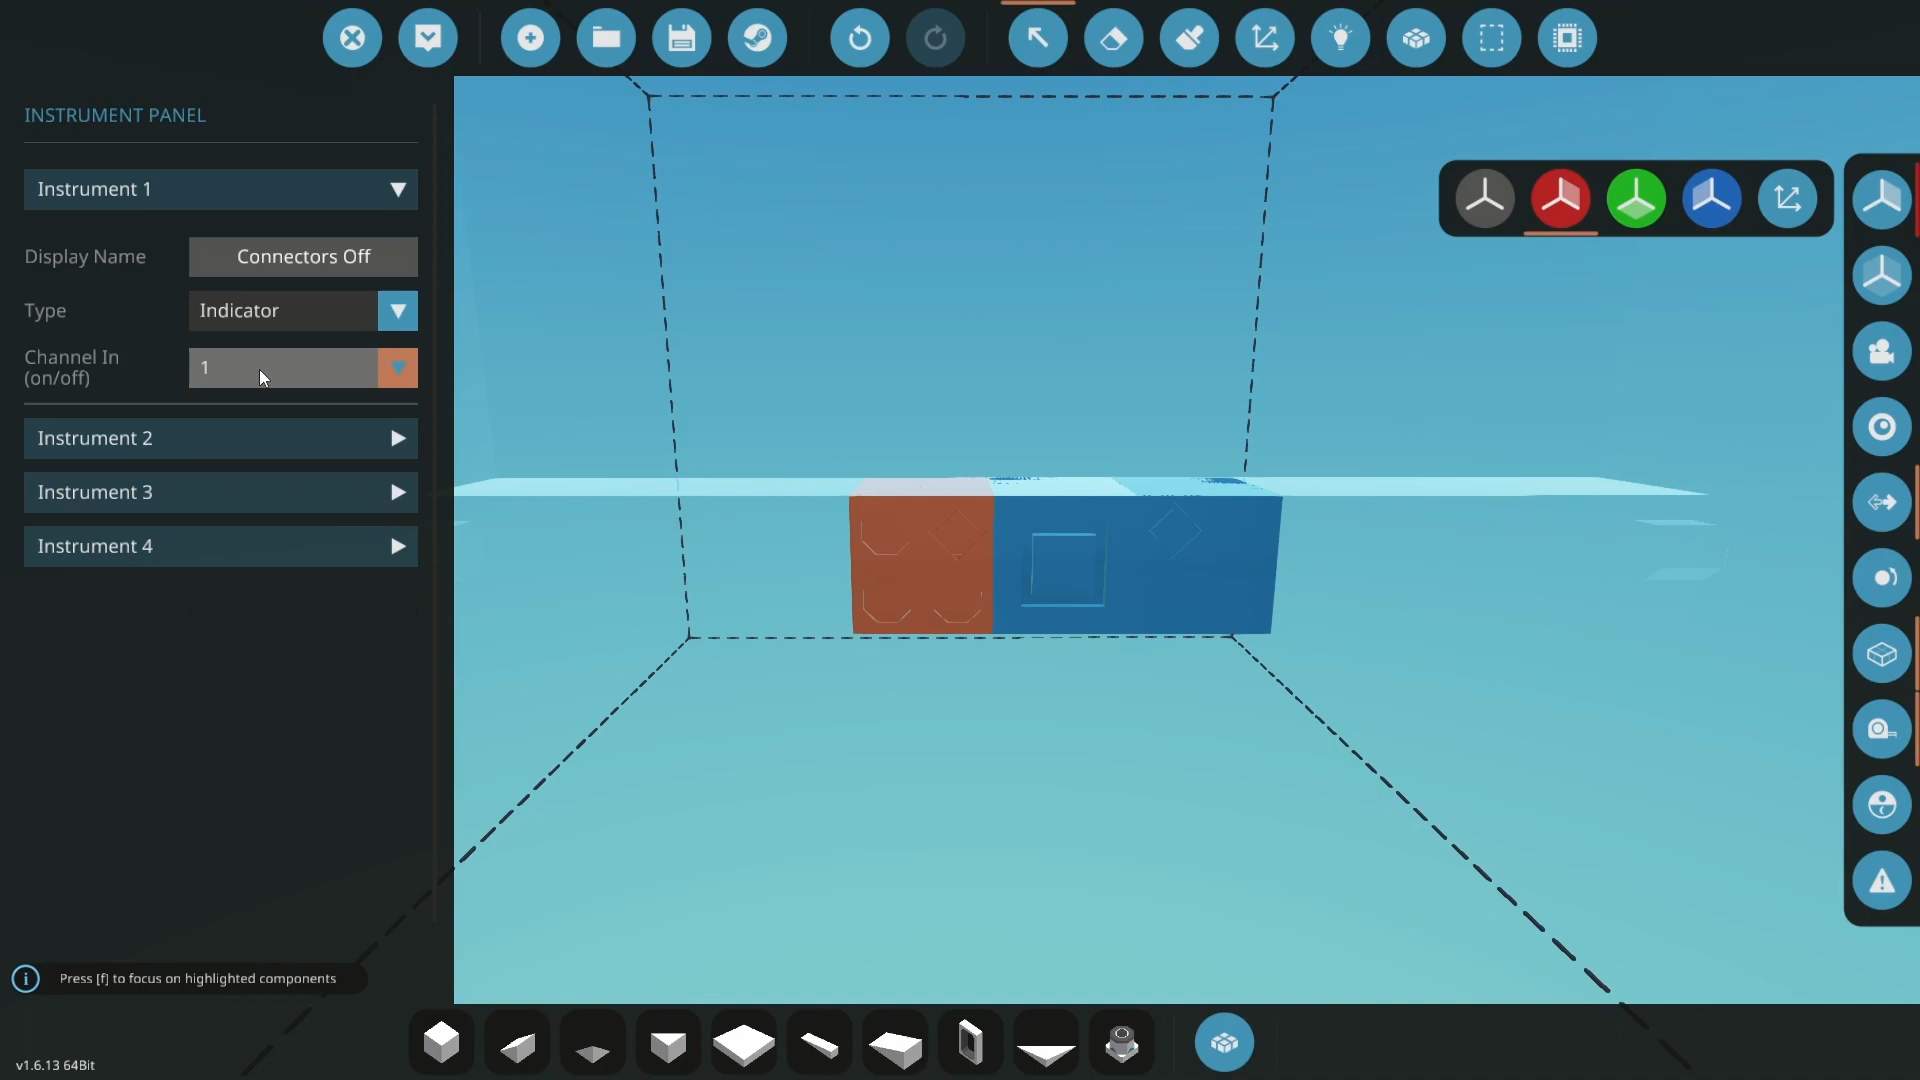 INSTRUMENT PANEL
Instrument 1
Display Name
Connectors Off
Type
Indicator
Channel In
(on/off)
1
Instrument 2
Instrument 3
Instrument 4
Press [f] to focus on highlighted components
v1.6.13 64Bit